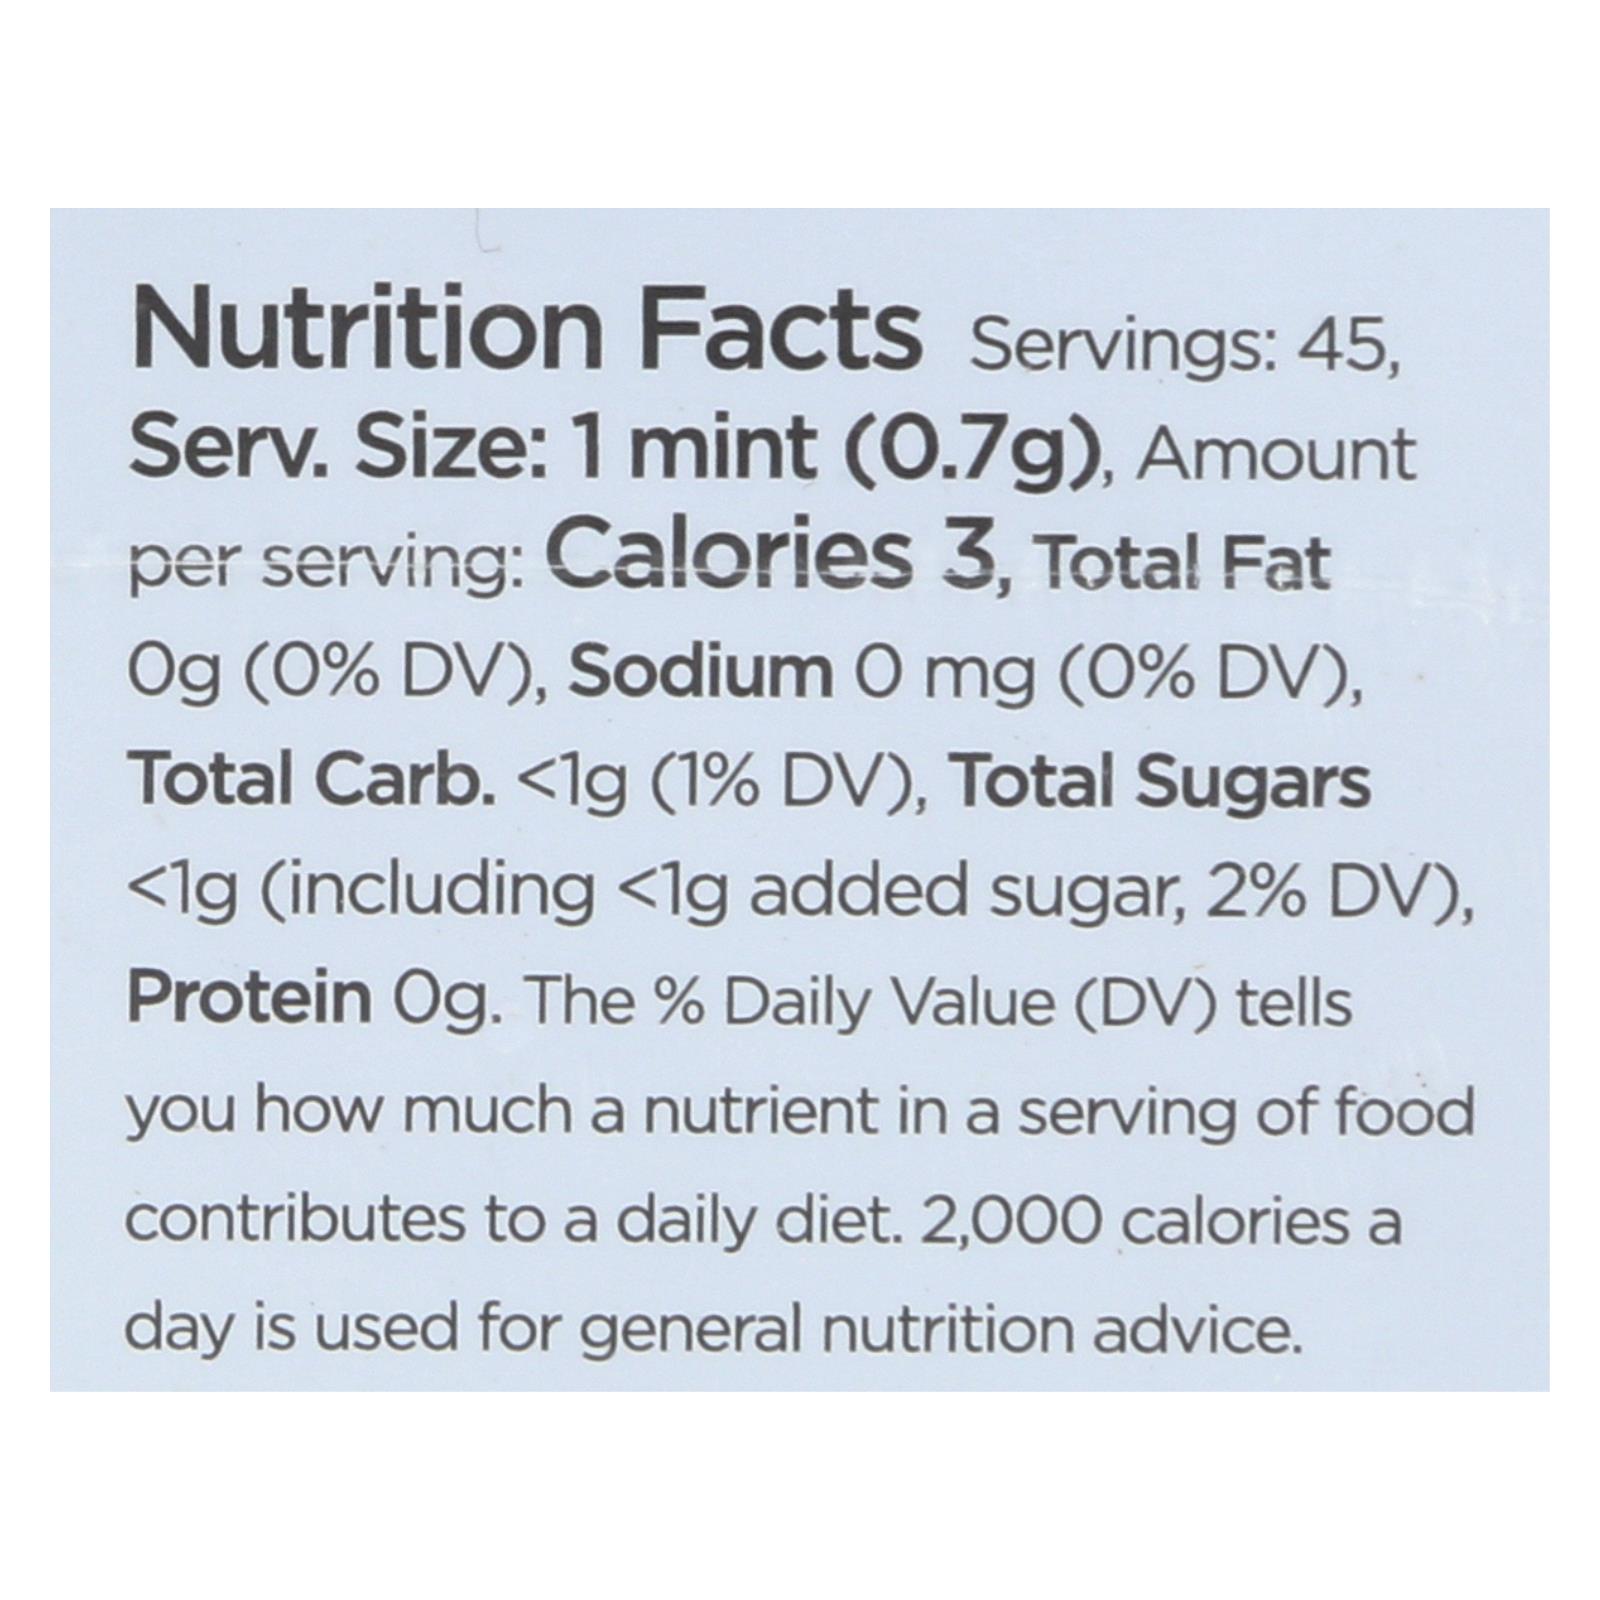 Nutrition Facts Servings: 45,
Serv. Size: 1 mint (0.7g), Amount
per serving: Calories 3, Total Fat
0g (0% DV), Sodium 0 mg (0% DV),
Total Carb. <1g (1% DV), Total Sugars
<1g (including <1g added sugar, 2% DV),
Protein 0g. The % Daily Value (DV) tells
you how much a nutrient in a serving of food
contributes to a daily diet. 2,000 calories a
day is used for general nutrition advice.